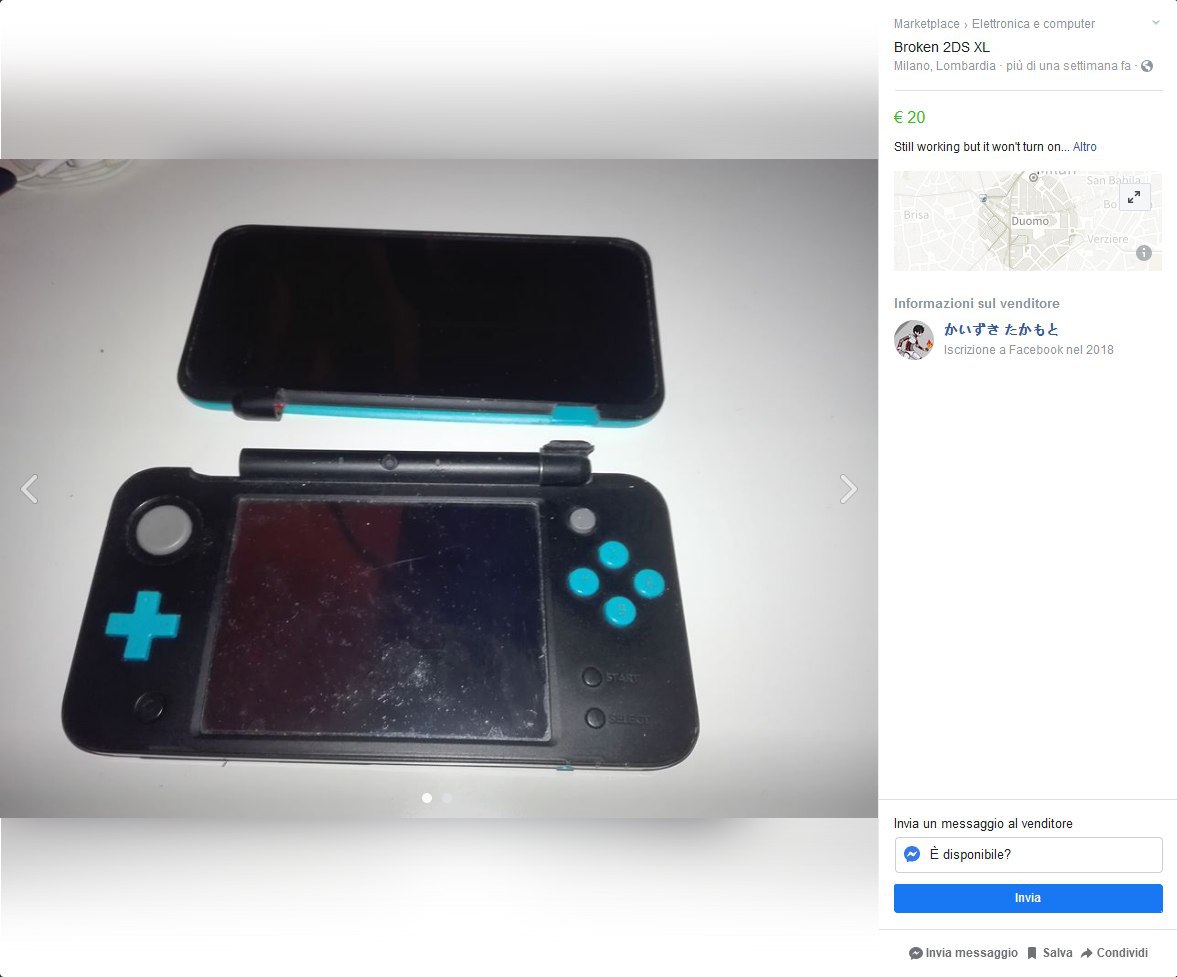 Marketplace › Elettronica e computer
Broken 2DS XL
Milano, Lombardia · più di una settimana fa ·
€ 20
Still working but it won't turn on... Altro
San Babila
Brisa
Duomo
Verziere
Informazioni sul venditore
かいずき たかもと
Iscrizione a Facebook nel 2018
START
SELECT
Invia un messaggio al venditore
È disponibile?
Invia
Invia messaggio Salva Condividi